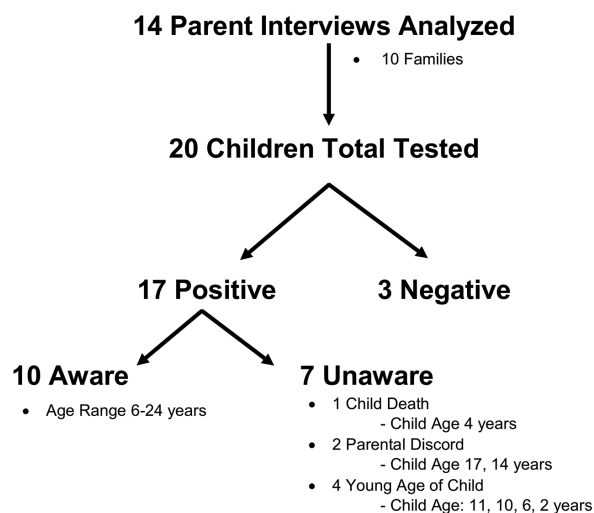 14 Parent Interviews Analyzed
• 10 Families
20 Children Total Tested
17 Positive
3 Negative
10 Aware
• Age Range 6-24 years
7 Unaware
• 1 Child Death
- Child Age 4 years
• 2 Parental Discord
- Child Age 17, 14 years
• 4 Young Age of Child
- Child Age: 11, 10, 6, 2 years